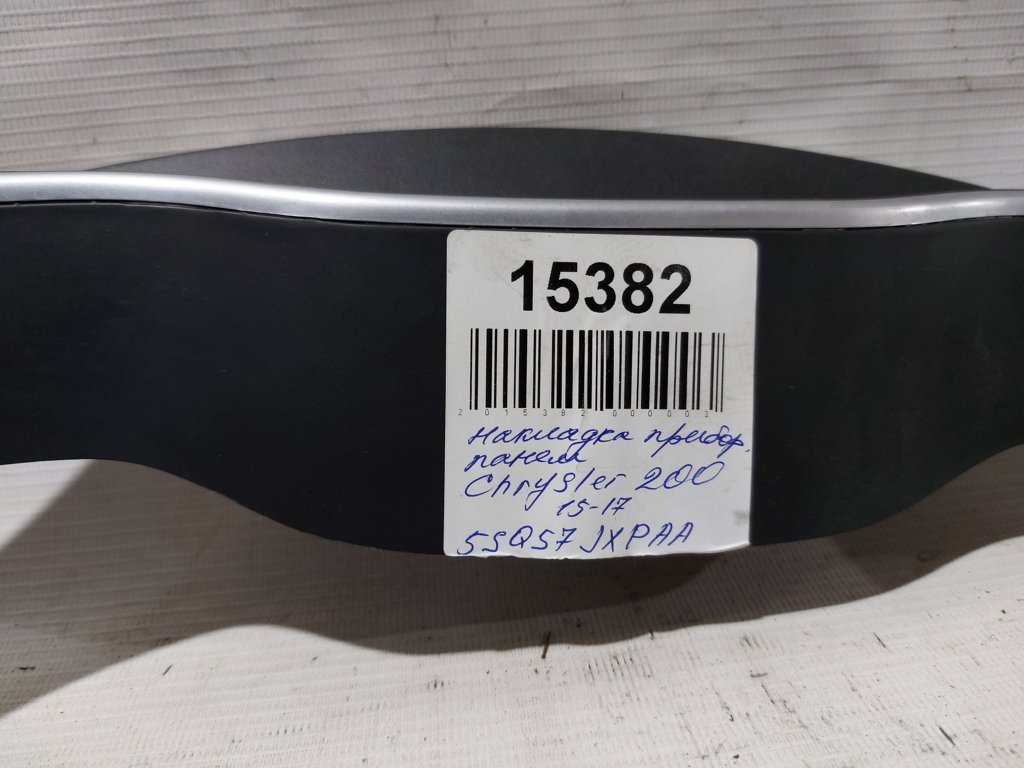 15382
2015382000003
Накладка прибор.
панели
Chrysler 200
15-17
5SQ57JXPAA